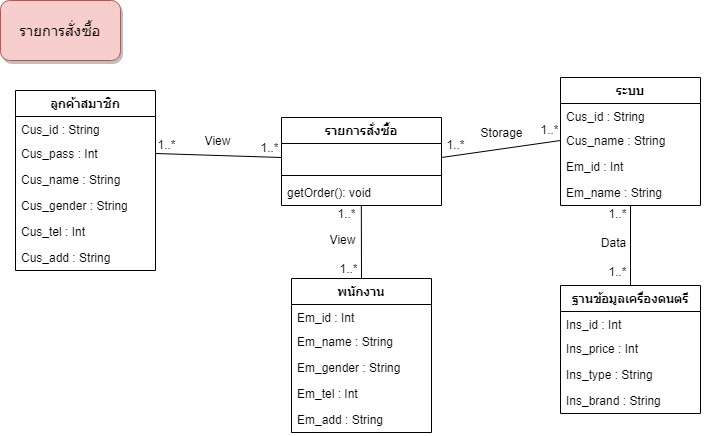 รายการสั่งซื้อ
ลูกค้าสมาชิก
Cus_id : String
Cus_pass : Int
Cus_name : String
Cus_gender : String
Cus_tel : Int
Cus_add : String
1..*
View
1..*
รายการสั่งซื้อ
getOrder(): void
1..*
Storage
1..*
ระบบ
Cus_id : String
Cus_name : String
Em_id : Int
Em_name : String
1..*
View
1..*
พนักงาน
Em_id : Int
Em_name : String
Em_gender : String
Em_tel : Int
Em_add : String
1..*
Data
1..*
ฐานข้อมูลเครื่องดนตรี
Ins_id : Int
Ins_price : Int
Ins_type : String
Ins_brand : String